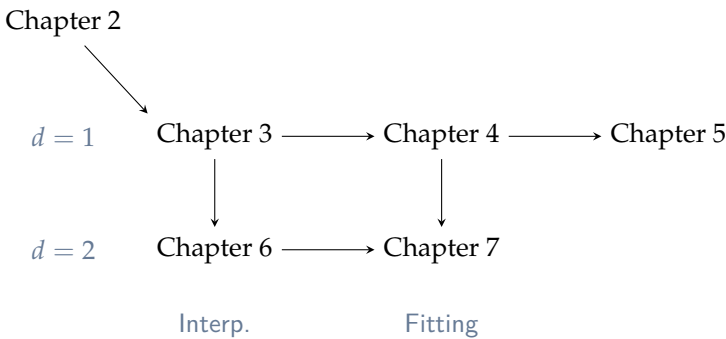 Chapter 2
d = 1 Chapter 3 Chapter 4 Chapter 5
d = 2 Chapter 6 Chapter 7
Interp. Fitting